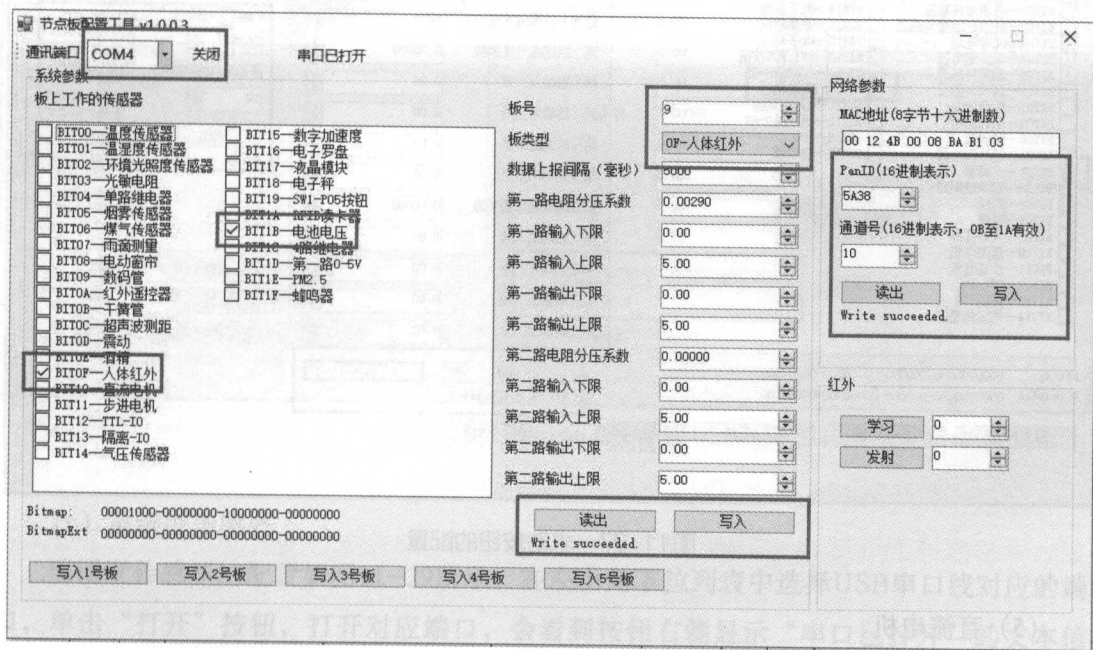 节点板配置工具 v1.0.0.3
通讯端口 COM4 关闭 串口已打开
系统参数
板上工作的传感器
BIT00—温度传感器
BIT01—温湿度传感器
BIT02—环境光照度传感器
BIT03—光敏电阻
BIT04—单路继电器
BIT05—烟雾传感器
BIT06—煤气传感器
BIT07—雨滴测量
BIT08—电动窗帘
BIT09—数码管
BIT0A—红外遥控器
BIT0B—干簧管
BIT0C—超声波测距
BIT0D—震动
BIT0E—酒精
BIT0F—人体红外
BIT10—直流电机
BIT11—步进电机
BIT12—TTL-IO
BIT13—隔离-IO
BIT14—气压传感器
BIT15—数字加速度
BIT16—电子罗盘
BIT17—液晶模块
BIT18—电子秤
BIT19—SW1-P05按钮
BIT1A—RFID读卡器
BIT1B—电池电压
BIT1C—4路继电器
BIT1D—第一路0-5V
BIT1E—PM2.5
BIT1F—蜂鸣器
Bitmap: 00001000-00000000-10000000-00000000
BitmapExt 00000000-00000000-00000000-00000000
写入1号板 写入2号板 写入3号板 写入4号板 写入5号板
板号 9
板类型 0F-人体红外
数据上报间隔（毫秒） 5000
第一路电阻分压系数 0.00290
第一路输入下限 0.00
第一路输入上限 5.00
第一路输出下限 0.00
第一路输出上限 5.00
第二路电阻分压系数 0.00000
第二路输入下限 0.00
第二路输入上限 5.00
第二路输出下限 0.00
第二路输出上限 5.00
读出 写入
Write succeeded.
网络参数
MAC地址(8字节十六进制数)
00 12 4B 00 08 BA B1 03
PanID(16进制表示)
5A38
通道号(16进制表示，0B至1A有效)
10
读出 写入
Write succeeded.
红外
学习 0
发射 0